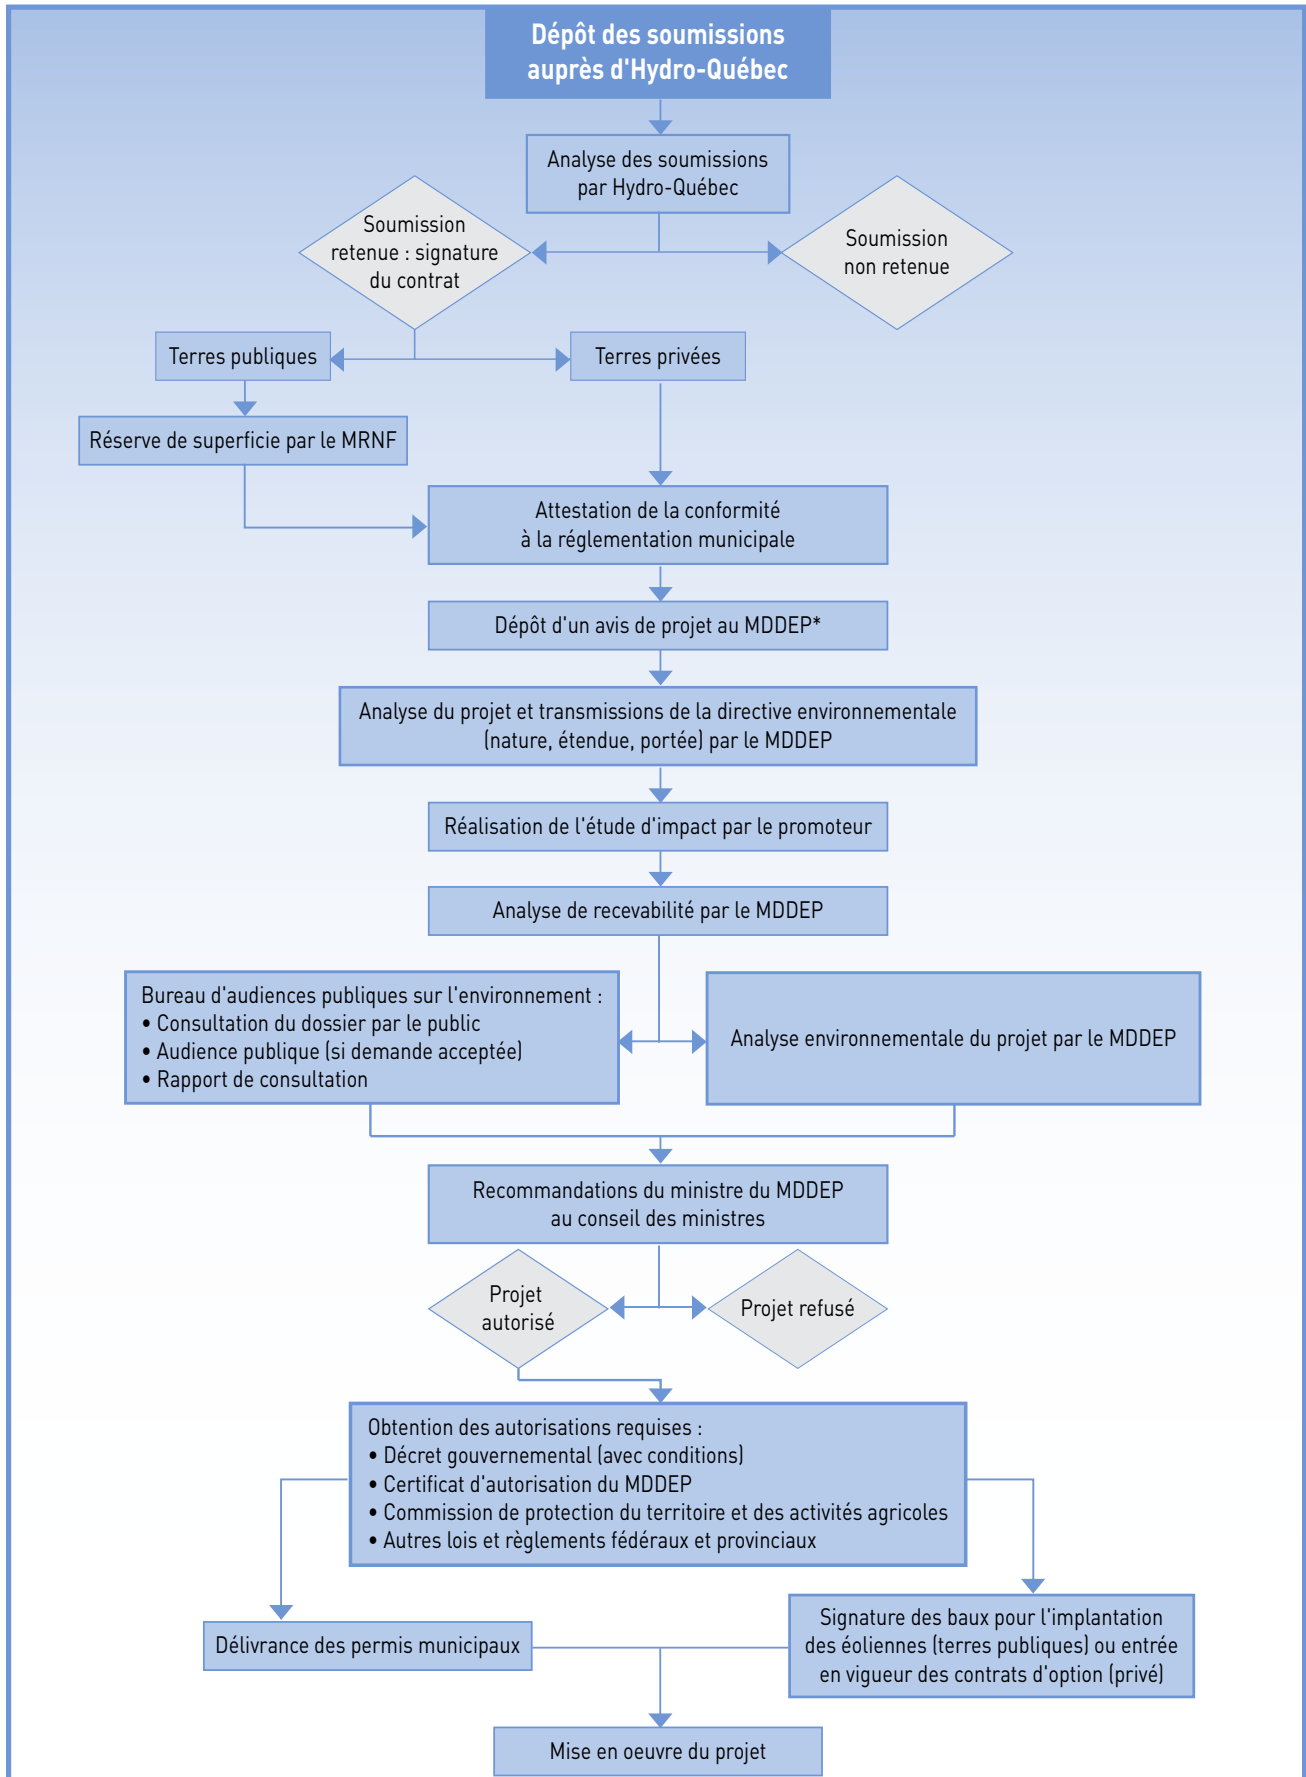 Dépôt des soumissions
auprès d'Hydro-Québec
Analyse des soumissions
par Hydro-Québec
Soumission
retenue : signature
du contrat
Soumission
non retenue
Terres publiques
Terres privées
Réserve de superficie par le MRNF
Attestation de la conformité
à la réglementation municipale
Dépôt d'un avis de projet au MDDEP*
Analyse du projet et transmissions de la directive environnementale
(nature, étendue, portée) par le MDDEP
Réalisation de l'étude d'impact par le promoteur
Analyse de recevabilité par le MDDEP
Bureau d'audiences publiques sur l'environnement :
• Consultation du dossier par le public
• Audience publique (si demande acceptée)
• Rapport de consultation
Analyse environnementale du projet par le MDDEP
Recommandations du ministre du MDDEP
au conseil des ministres
Projet
autorisé
Projet refusé
Obtention des autorisations requises :
• Décret gouvernemental (avec conditions)
• Certificat d'autorisation du MDDEP
• Commission de protection du territoire et des activités agricoles
• Autres lois et règlements fédéraux et provinciaux
Délivrance des permis municipaux
Signature des baux pour l'implantation
des éoliennes (terres publiques) ou entrée
en vigueur des contrats d'option (privé)
Mise en oeuvre du projet